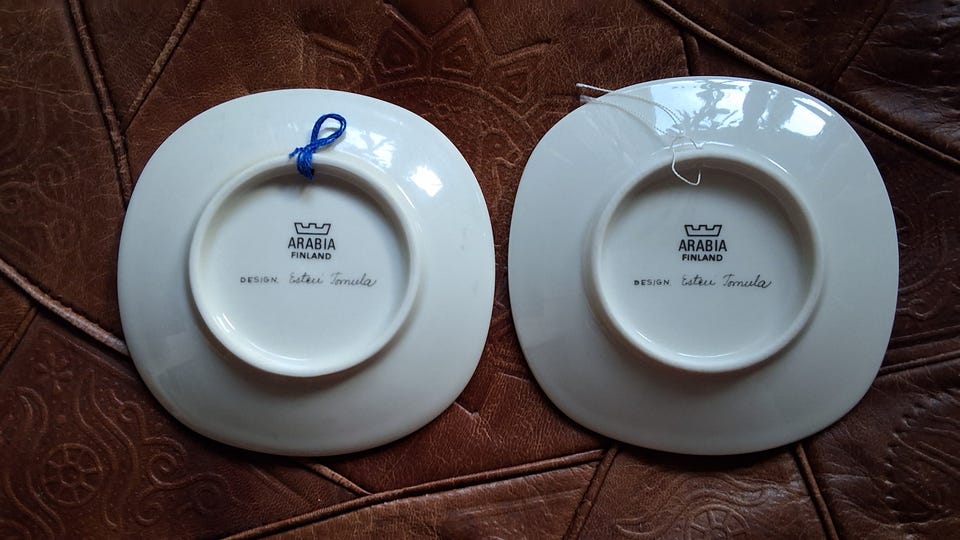 ARABIA
FINLAND
DESIGN. Esteri Tomula
ARABIA
FINLAND
DESIGN. Esteri Tomula